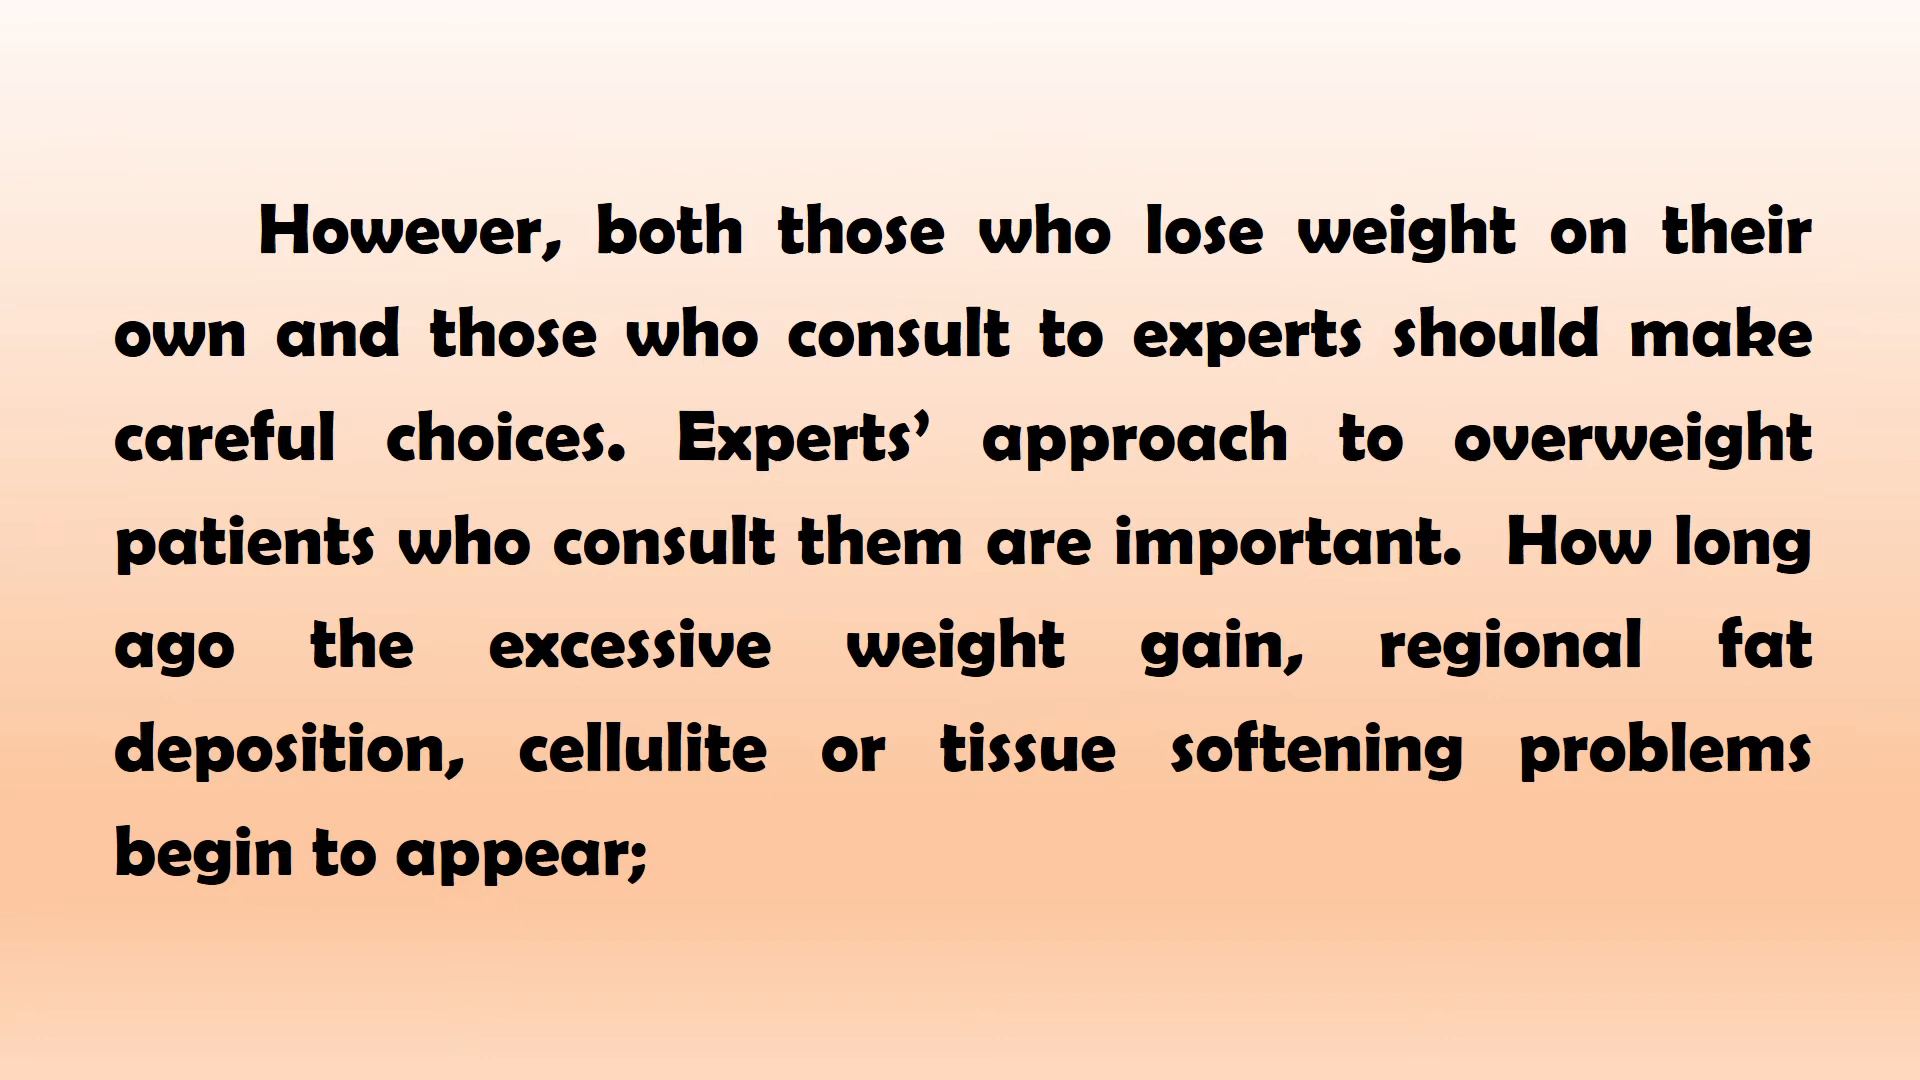 However, both those who lose weight on their
own and those who consult to experts should make
careful choices. Experts’ approach to overweight
patients who consult them are important.  How long
ago the excessive weight gain, regional fat
deposition, cellulite or tissue softening problems
begin to appear;